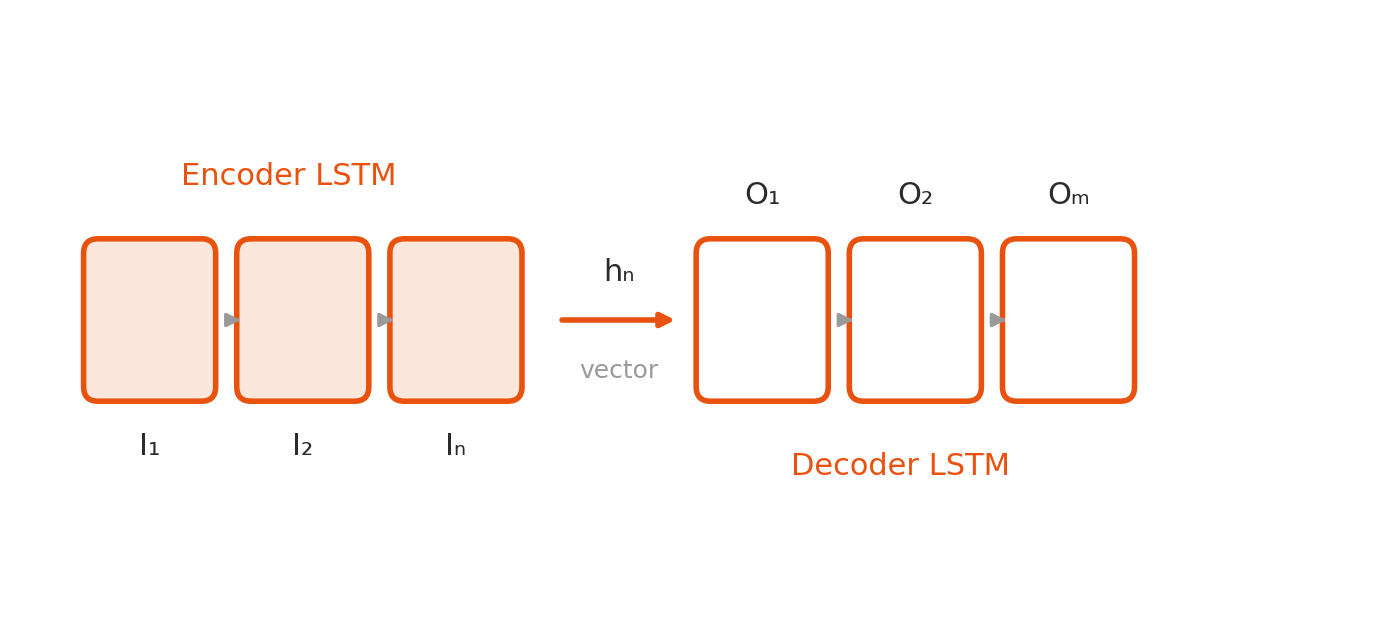 Encoder LSTM
O₁ O₂ Oₘ
hₙ
vector
I₁ I₂ Iₙ
Decoder LSTM